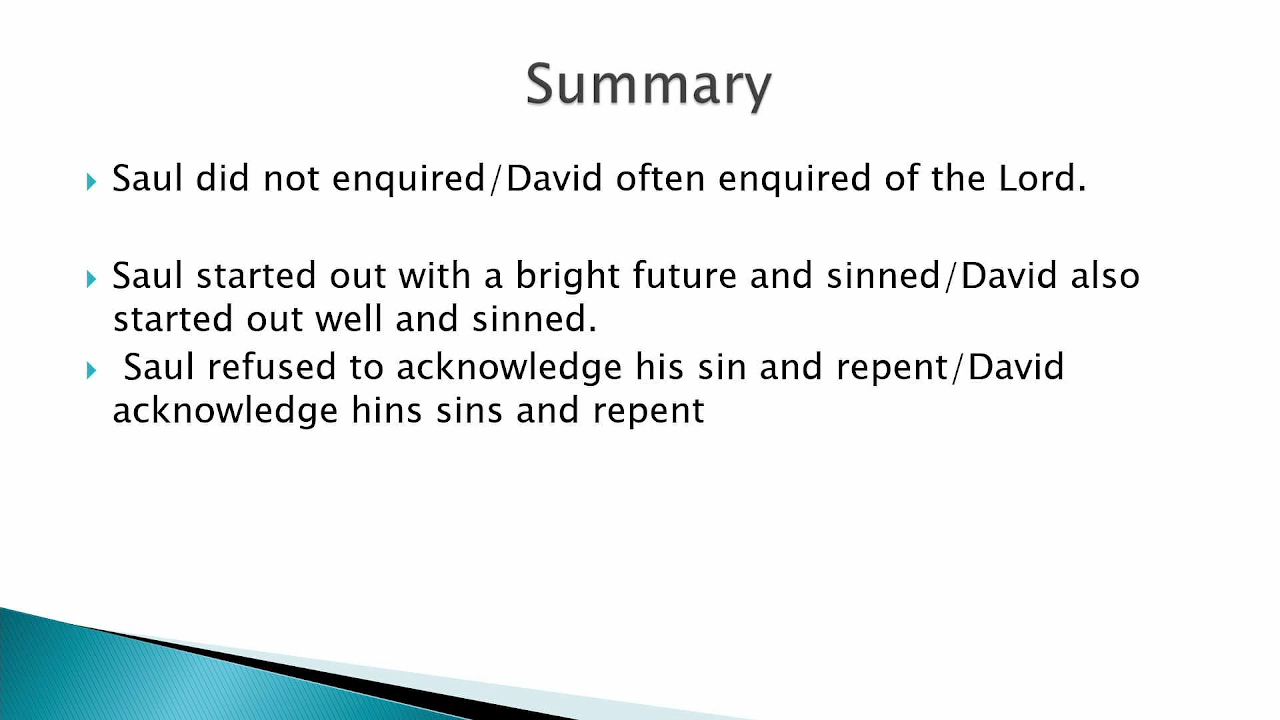 Summary
Saul did not enquired/David often enquired of the Lord.
Saul started out with a bright future and sinned/David also
started out well and sinned.
Saul refused to acknowledge his sin and repent/David
acknowledge hins sins and repent